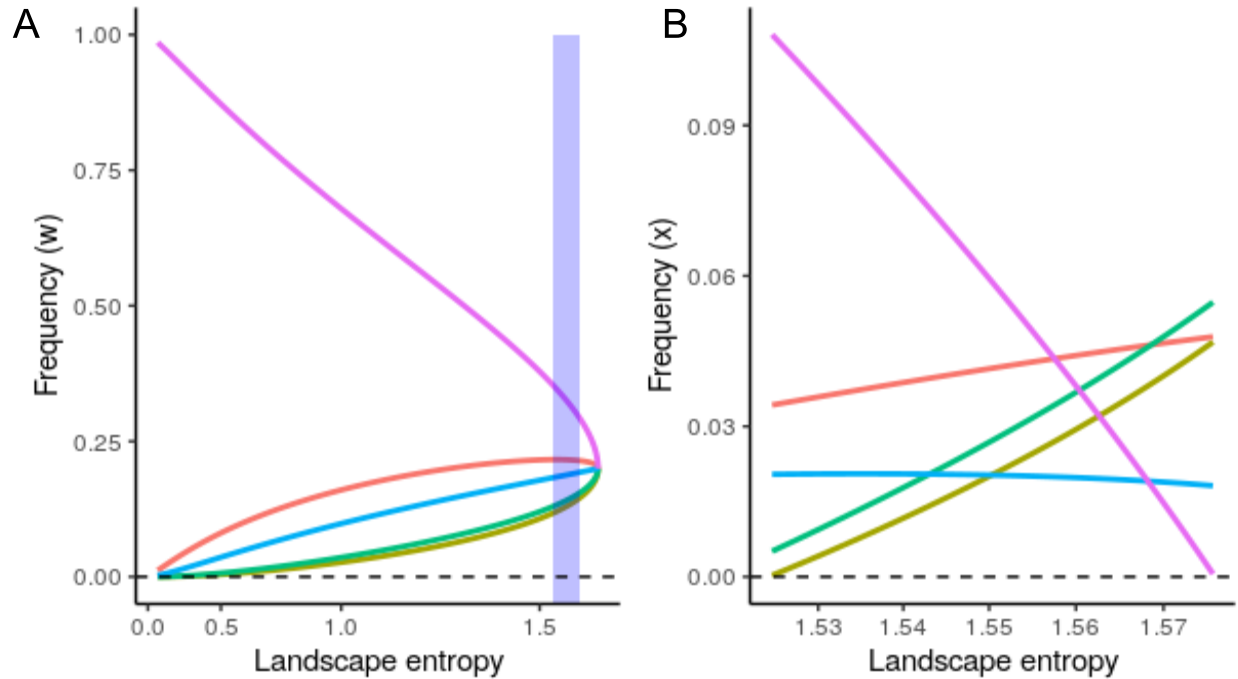 A
1.00
0.75
0.50
0.25
0.00
Frequency (w)
0.0 0.5 1.0 1.5
Landscape entropy
B
0.09
0.06
0.03
0.00
Frequency (x)
1.53 1.54 1.55 1.56 1.57
Landscape entropy